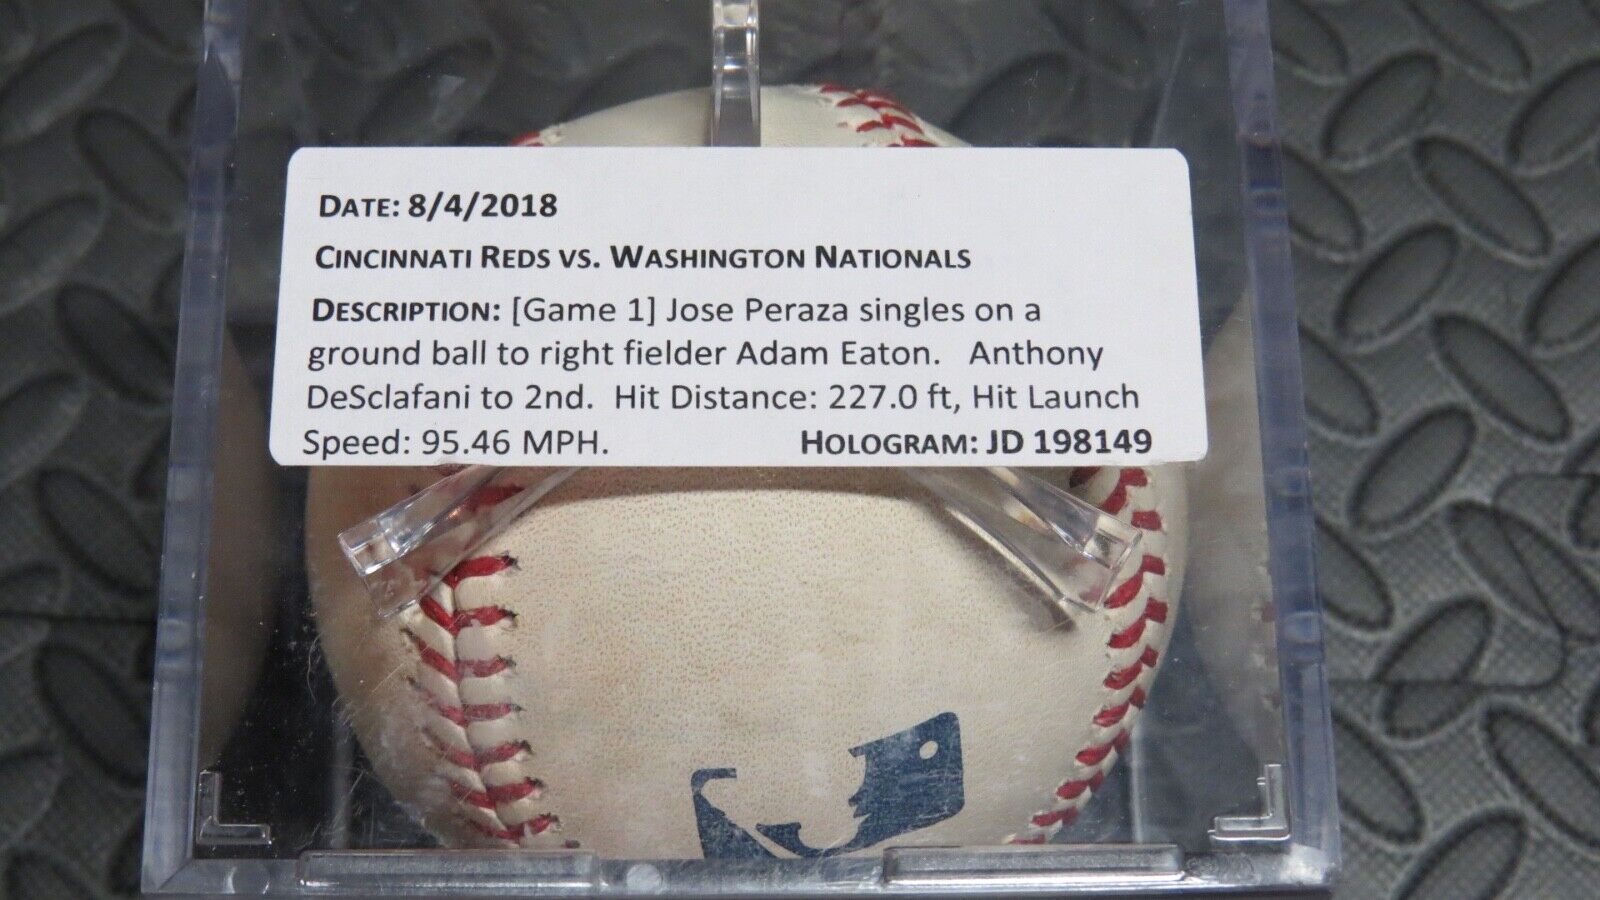 DATE: 8/4/2018
CINCINNATI REDS VS. WASHINGTON NATIONALS
DESCRIPTION: [Game 1] Jose Peraza singles on a
ground ball to right fielder Adam Eaton. Anthony
DeSclafani to 2nd. Hit Distance: 227.0 ft, Hit Launch
Speed: 95.46 MPH. HOLOGRAM: JD 198149